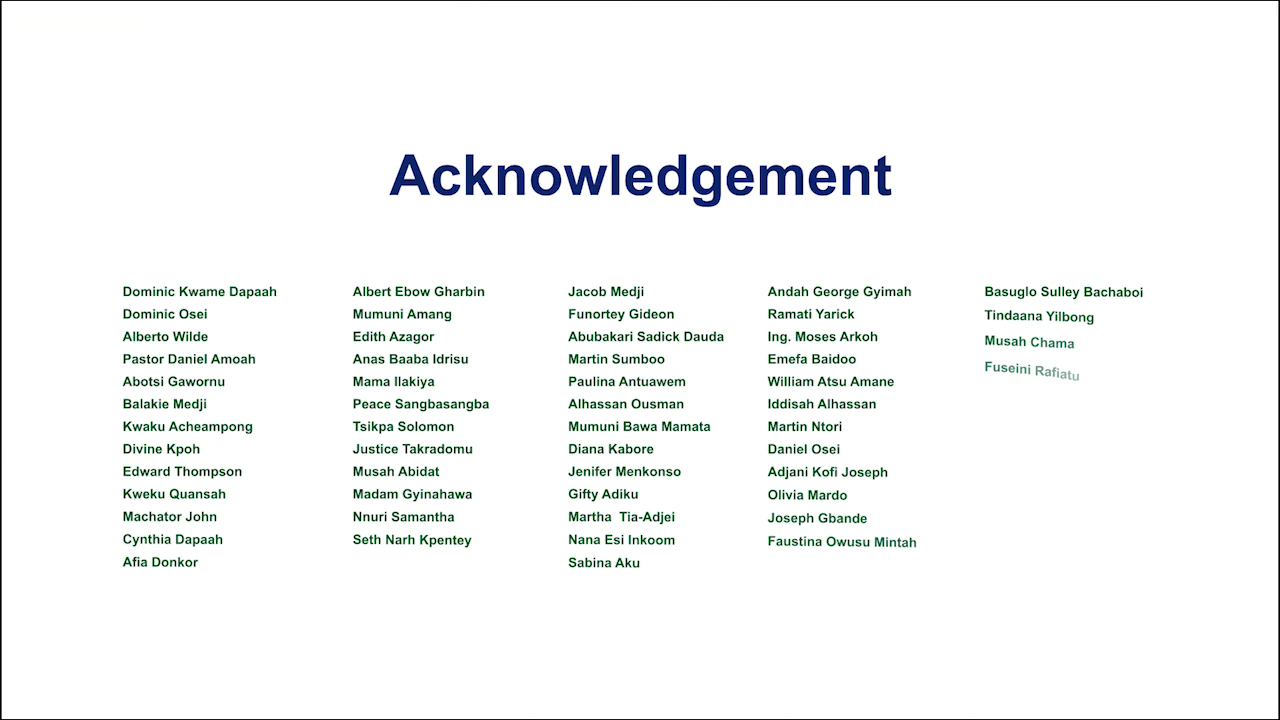 Acknowledgement
Dominic Kwame Dapaah
Dominic Osei
Alberto Wilde
Pastor Daniel Amoah
Abotsi Gawornu
Balakie Medji
Kwaku Acheampong
Divine Kpoh
Edward Thompson
Kweku Quansah
Machator John
Cynthia Dapaah
Afia Donkor
Albert Ebow Gharbin
Mumuni Amang
Edith Azagor
Anas Baaba Idrisu
Mama Ilakiya
Peace Sangbasangba
Tsikpa Solomon
Justice Takradomu
Musah Abidat
Madam Gyinahawa
Nnuri Samantha
Seth Narh Kpentey
Jacob Medji
Funortey Gideon
Abubakari Sadick Dauda
Martin Sumboo
Paulina Antuawem
Alhassan Ousman
Mumuni Bawa Mamata
Diana Kabore
Jenifer Menkonso
Gifty Adiku
Martha  Tia-Adjei
Nana Esi Inkoom
Sabina Aku
Andah George Gyimah
Ramati Yarick
Ing. Moses Arkoh
Emefa Baidoo
William Atsu Amane
Iddisah Alhassan
Martin Ntori
Daniel Osei
Adjani Kofi Joseph
Olivia Mardo
Joseph Gbande
Faustina Owusu Mintah
Basuglo Sulley Bachaboi
Tindaana Yilbong
Musah Chama
Fuseini Rafiatu